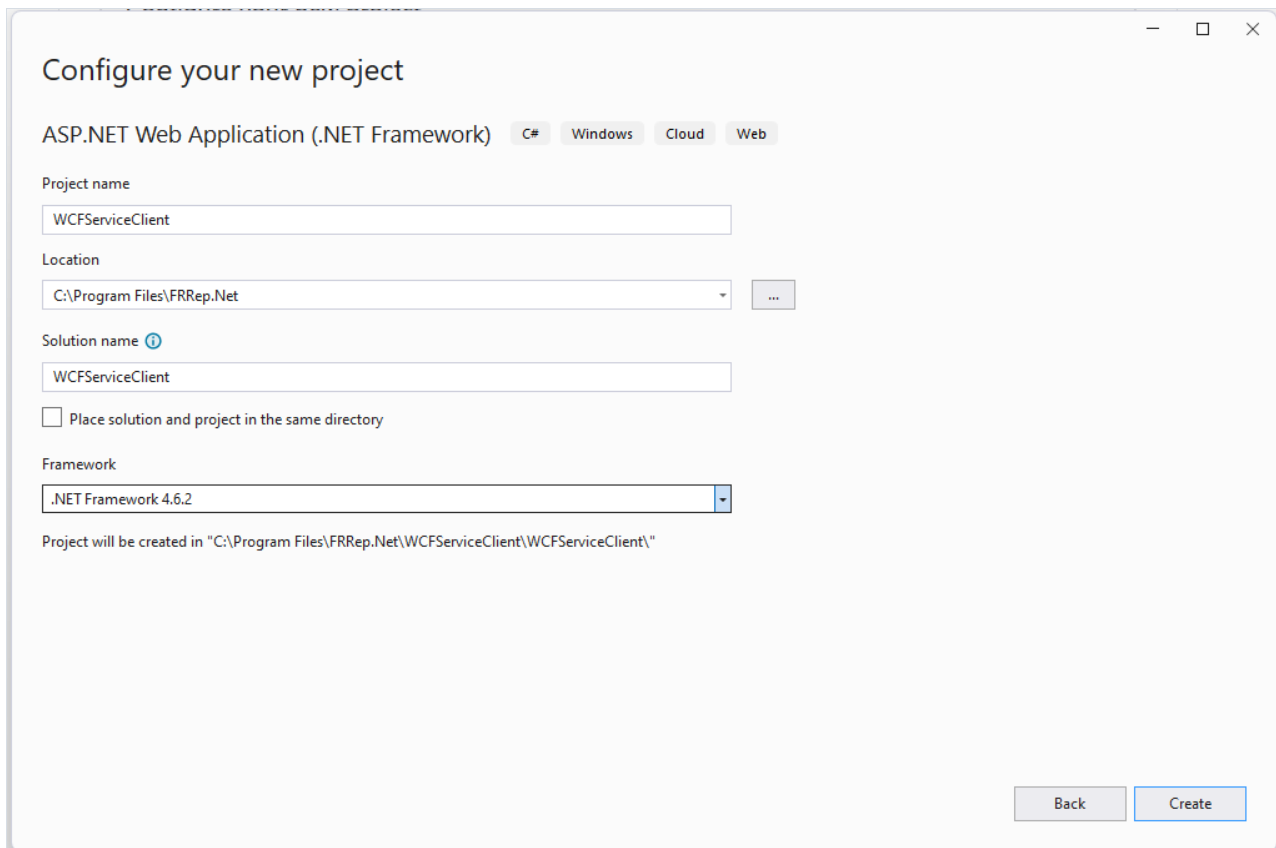 Configure your new project
ASP.NET Web Application (.NET Framework) C# Windows Cloud Web
Project name
WCFServiceClient
Location
C:\Program Files\FRRep.Net ...
Solution name
WCFServiceClient
Place solution and project in the same directory
Framework
.NET Framework 4.6.2
Project will be created in "C:\Program Files\FRRep.Net\WCFServiceClient\WCFServiceClient\"
Back Create